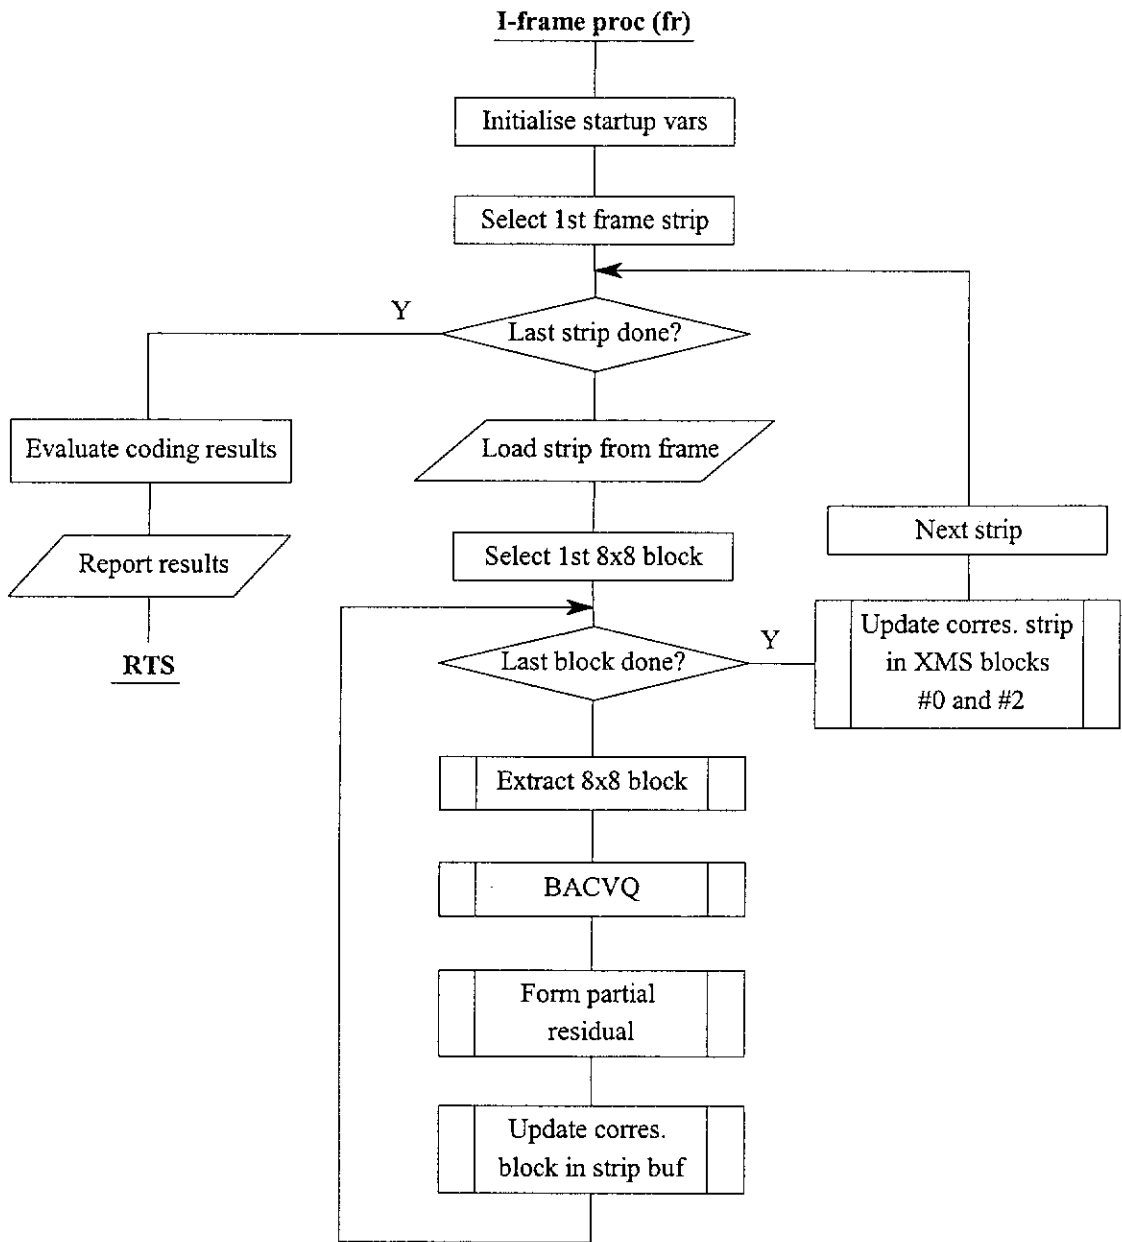 I-frame proc (fr)
Initialise startup vars
Select 1st frame strip
Y
Last strip done?
Evaluate coding results
Load strip from frame
Next strip
Report results
Select 1st 8x8 block
Update corres. strip
in XMS blocks
#0 and #2
RTS
Last block done?
Y
Extract 8x8 block
BACVQ
Form partial
residual
Update corres.
block in strip buf